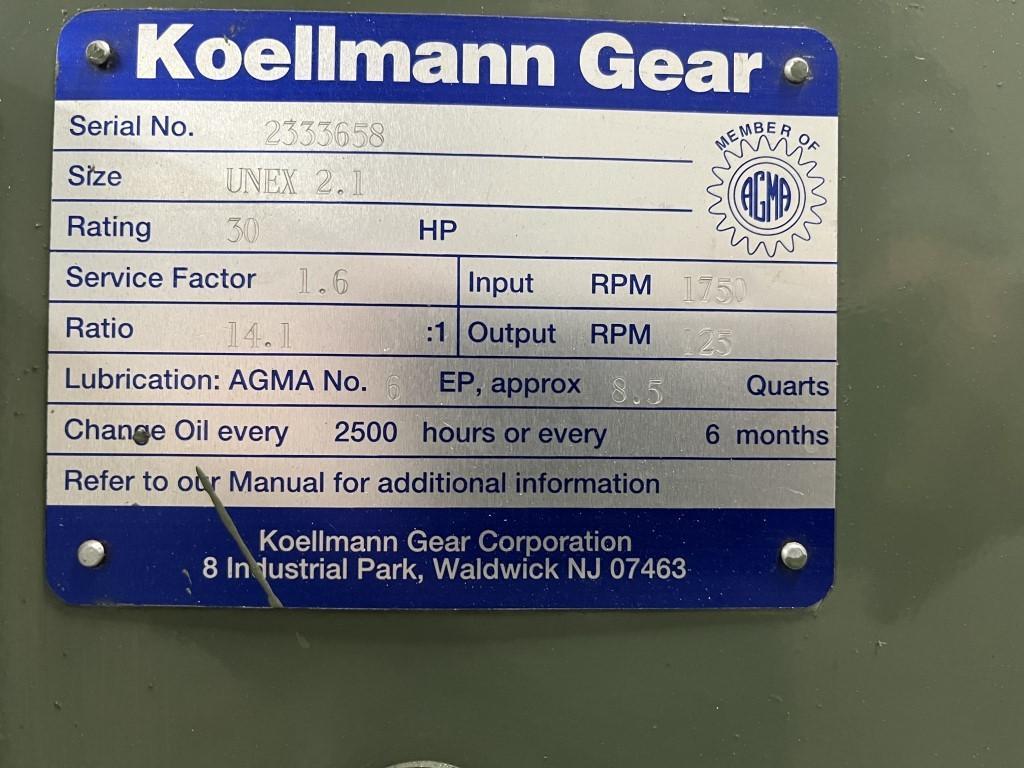 Koellmann Gear
Serial No. 2333658
MEMBER OF
AGMA
Size UNEX 2.1
Rating 30 HP
Service Factor 1.6 Input RPM 1750
Ratio 14.1 :1 Output RPM 125
Lubrication: AGMA No. 6 EP, approx 8.5 Quarts
Change Oil every 2500 hours or every 6 months
Refer to our Manual for additional information
Koellmann Gear Corporation
8 Industrial Park, Waldwick NJ 07463